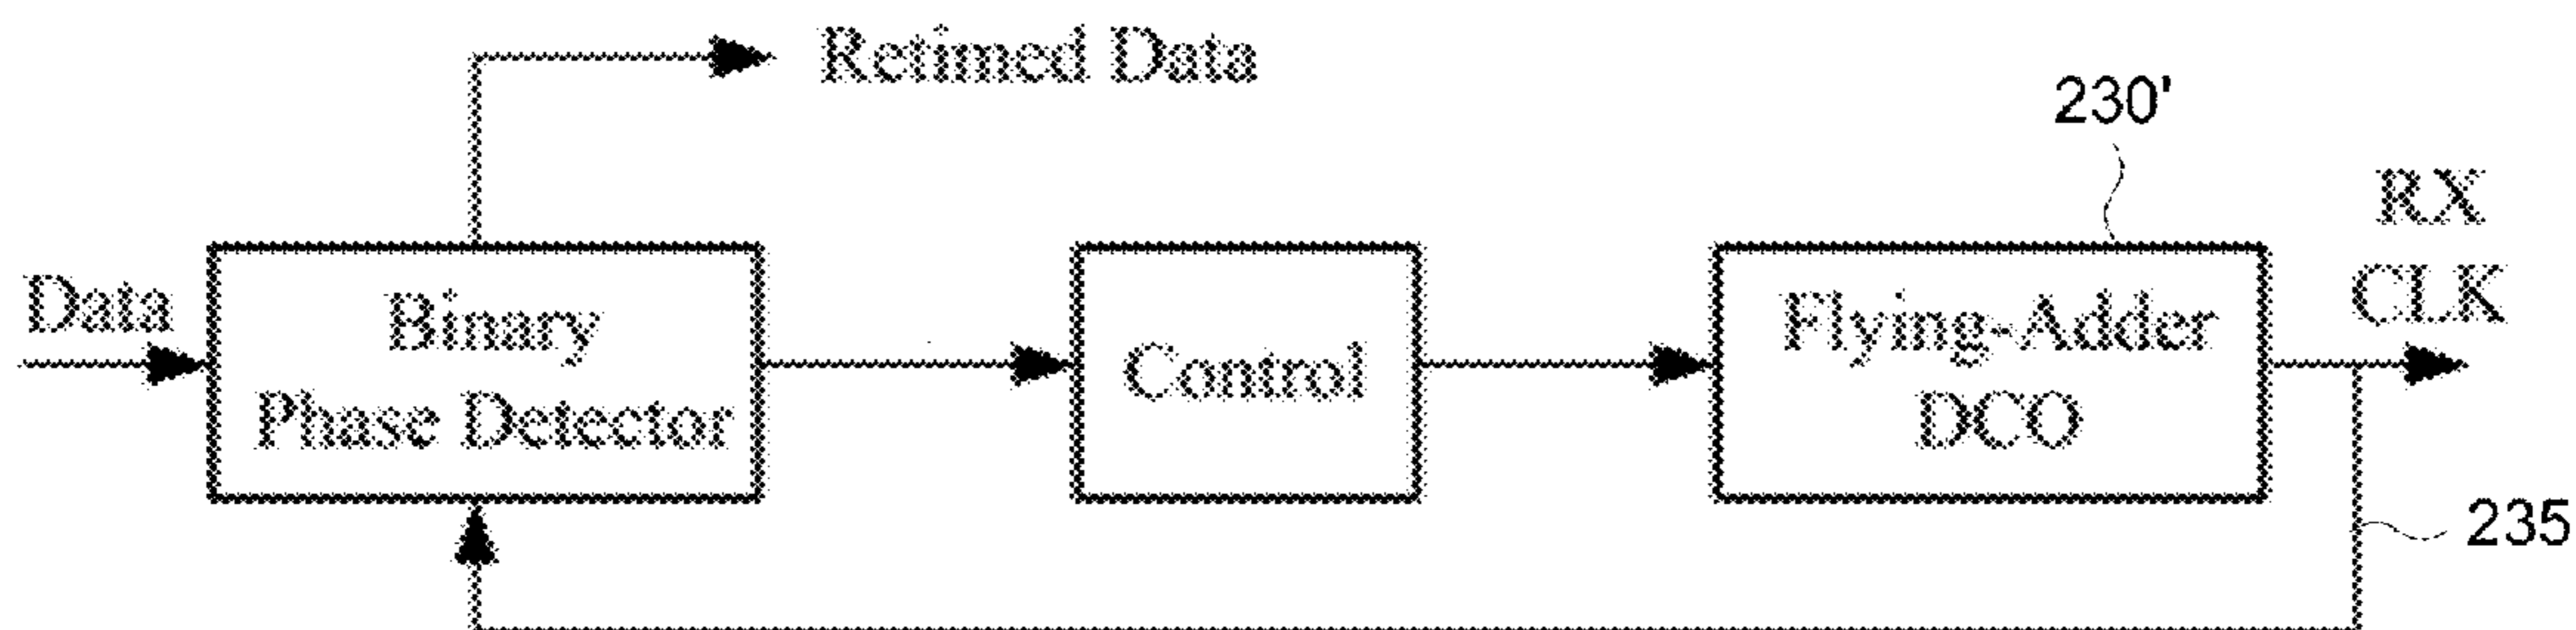 Retimed Data
230'
RX
CLK
Data
Binary
Phase Detector
Control
Flying-Adder
DCO
235